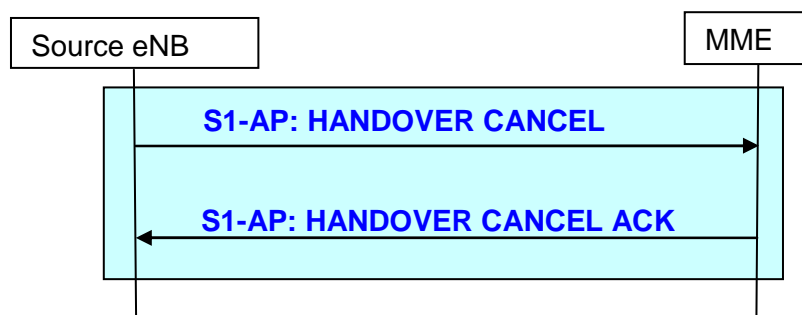 Source eNB
MME
S1-AP: HANDOVER CANCEL
S1-AP: HANDOVER CANCEL ACK